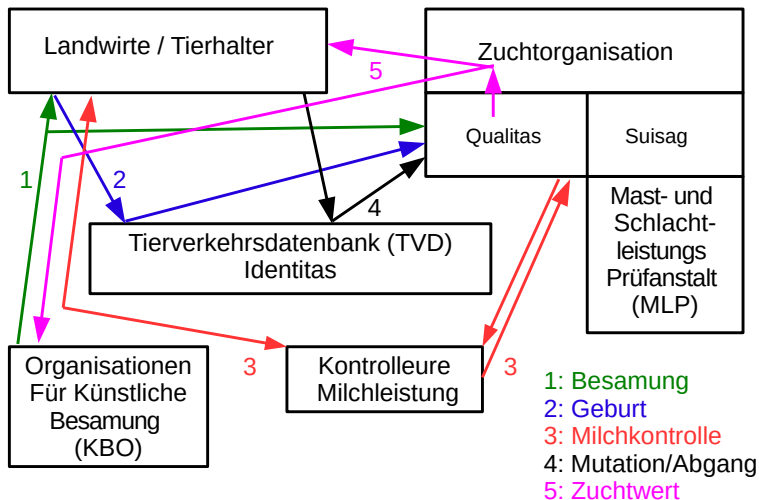 Landwirte / Tierhalter
Zuchtorganisation
5
Qualitas
Suisag
1
2
4
Mast- und
Schlacht-
leistungs
Prüfanstalt
(MLP)
Tierverkehrsdatenbank (TVD)
Identitas
Organisationen
Für Künstliche
Besamung
(KBO)
3
Kontrolleure
Milchleistung
3
1: Besamung
2: Geburt
3: Milchkontrolle
4: Mutation/Abgang
5: Zuchtwert